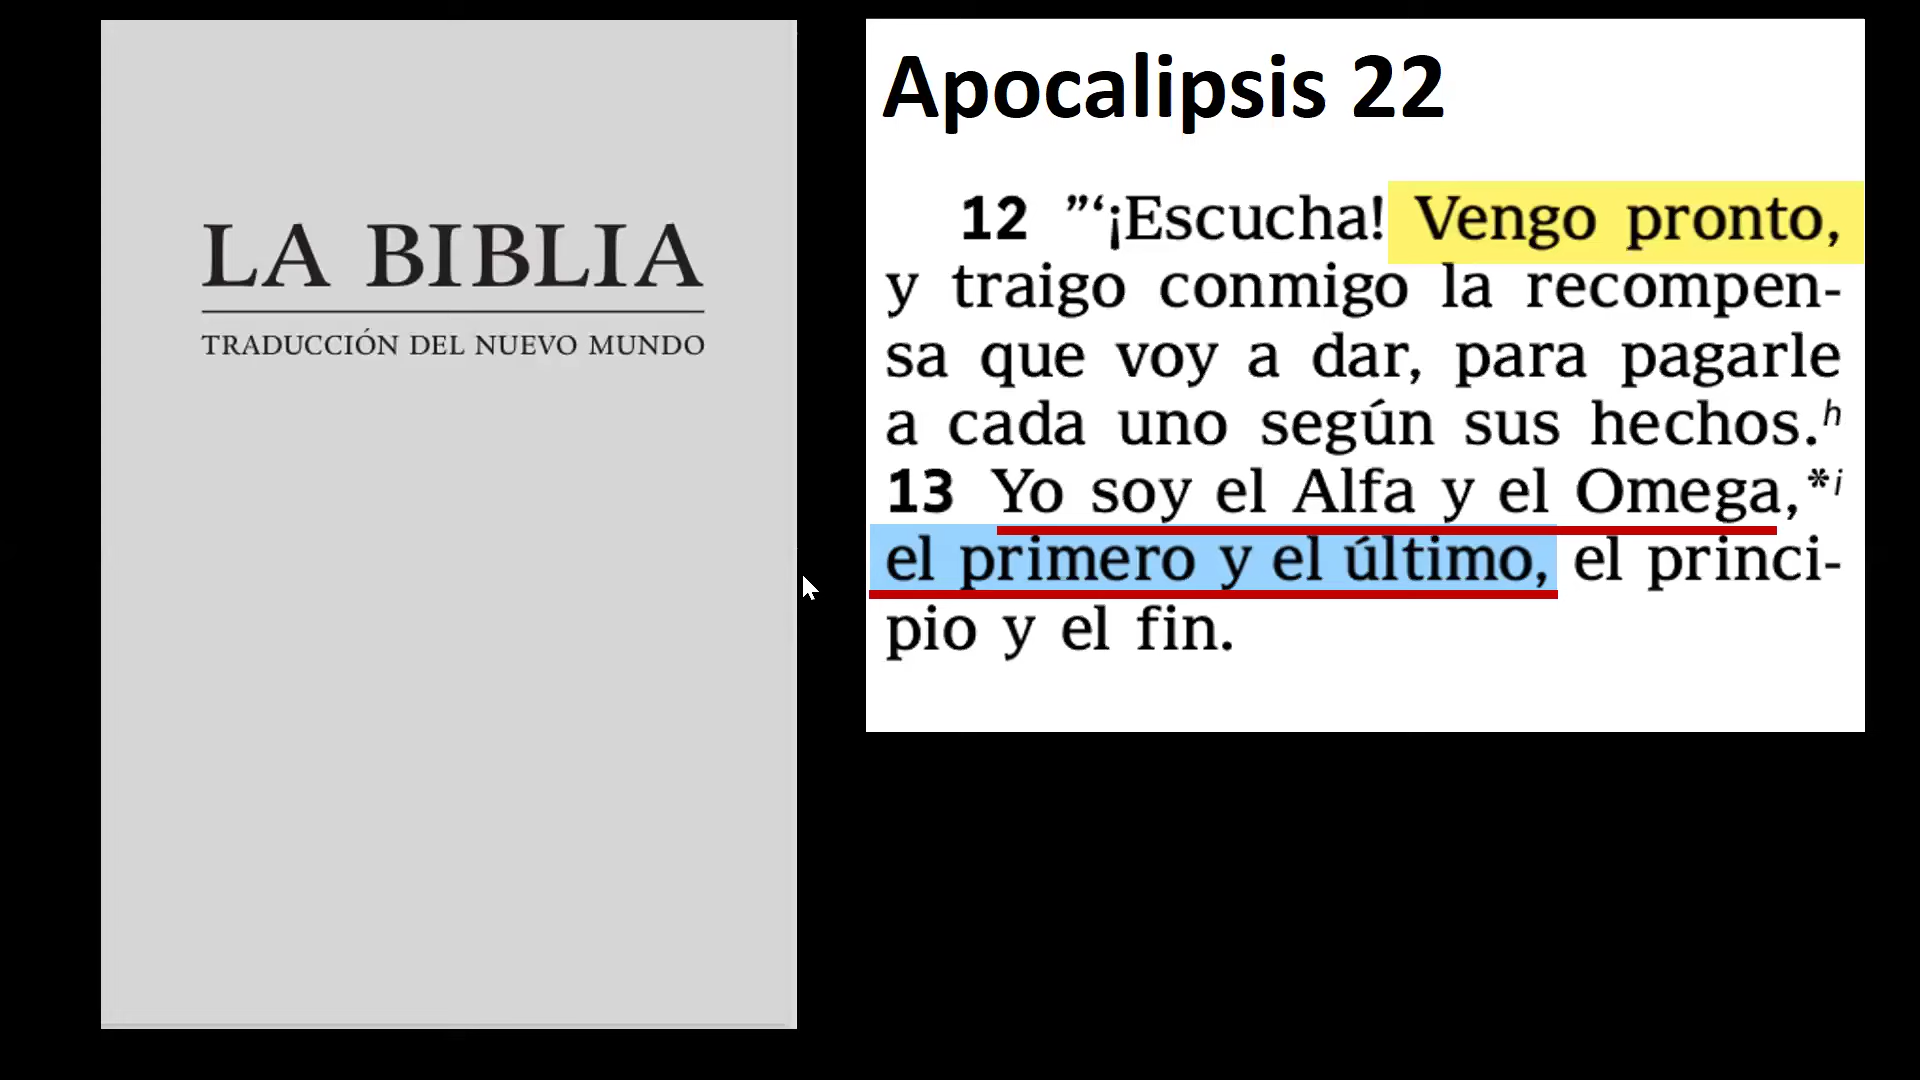 LA BIBLIA
TRADUCCIÓN DEL NUEVO MUNDO
Apocalipsis 22
12 ”‘¡Escucha! Vengo pronto,
y traigo conmigo la recompen-
sa que voy a dar, para pagarle
a cada uno según sus hechos.h
13 Yo soy el Alfa y el Omega,*i
el primero y el último, el princi-
pio y el fin.